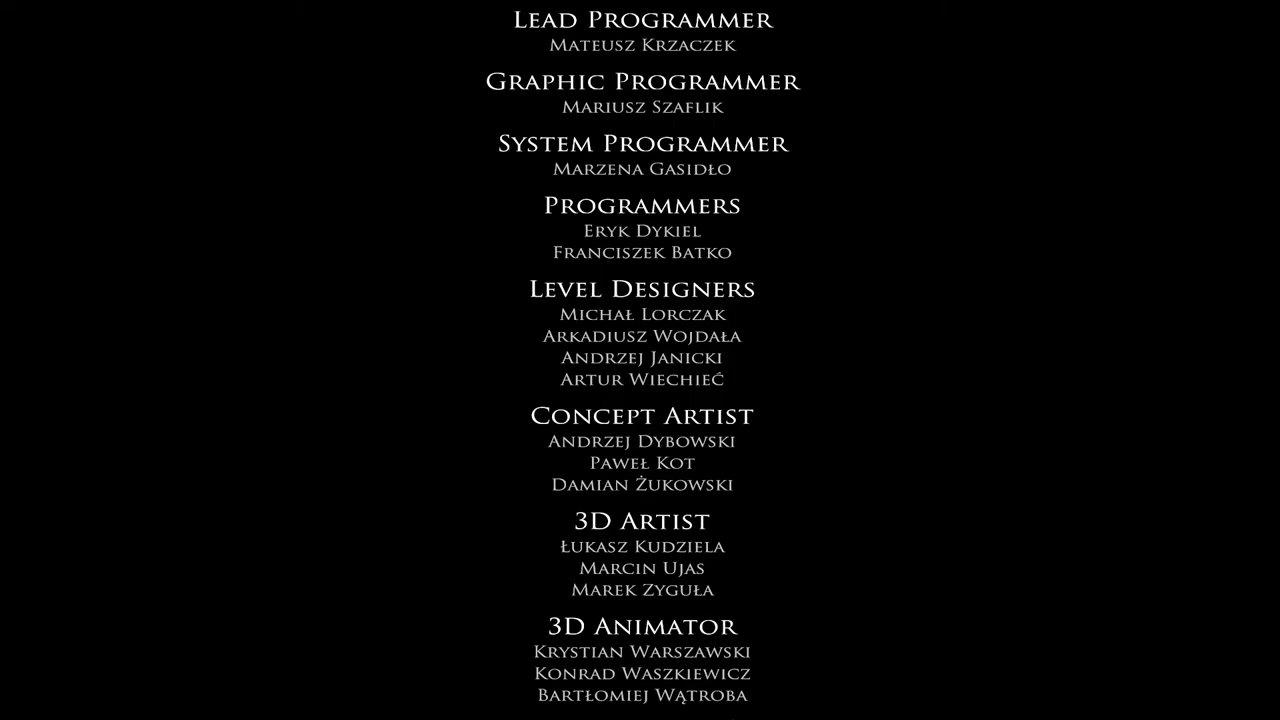 Lead Programmer
Mateusz Krzaczek
Graphic Programmer
Mariusz Szaflik
System Programmer
Marzena Gasidło
Programmers
Eryk Dykiel
Franciszek Batko
Level Designers
Michał Lorczak
Arkadiusz Wojdała
Andrzej Janicki
Artur Wiechieć
Concept Artist
Andrzej Dybowski
Paweł Kot
Damian Żukowski
3D Artist
Łukasz Kudziela
Marcin Ujas
Marek Zyguła
3D Animator
Krystian Warszawski
Konrad Waszkiewicz
Bartłomiej Wątroba